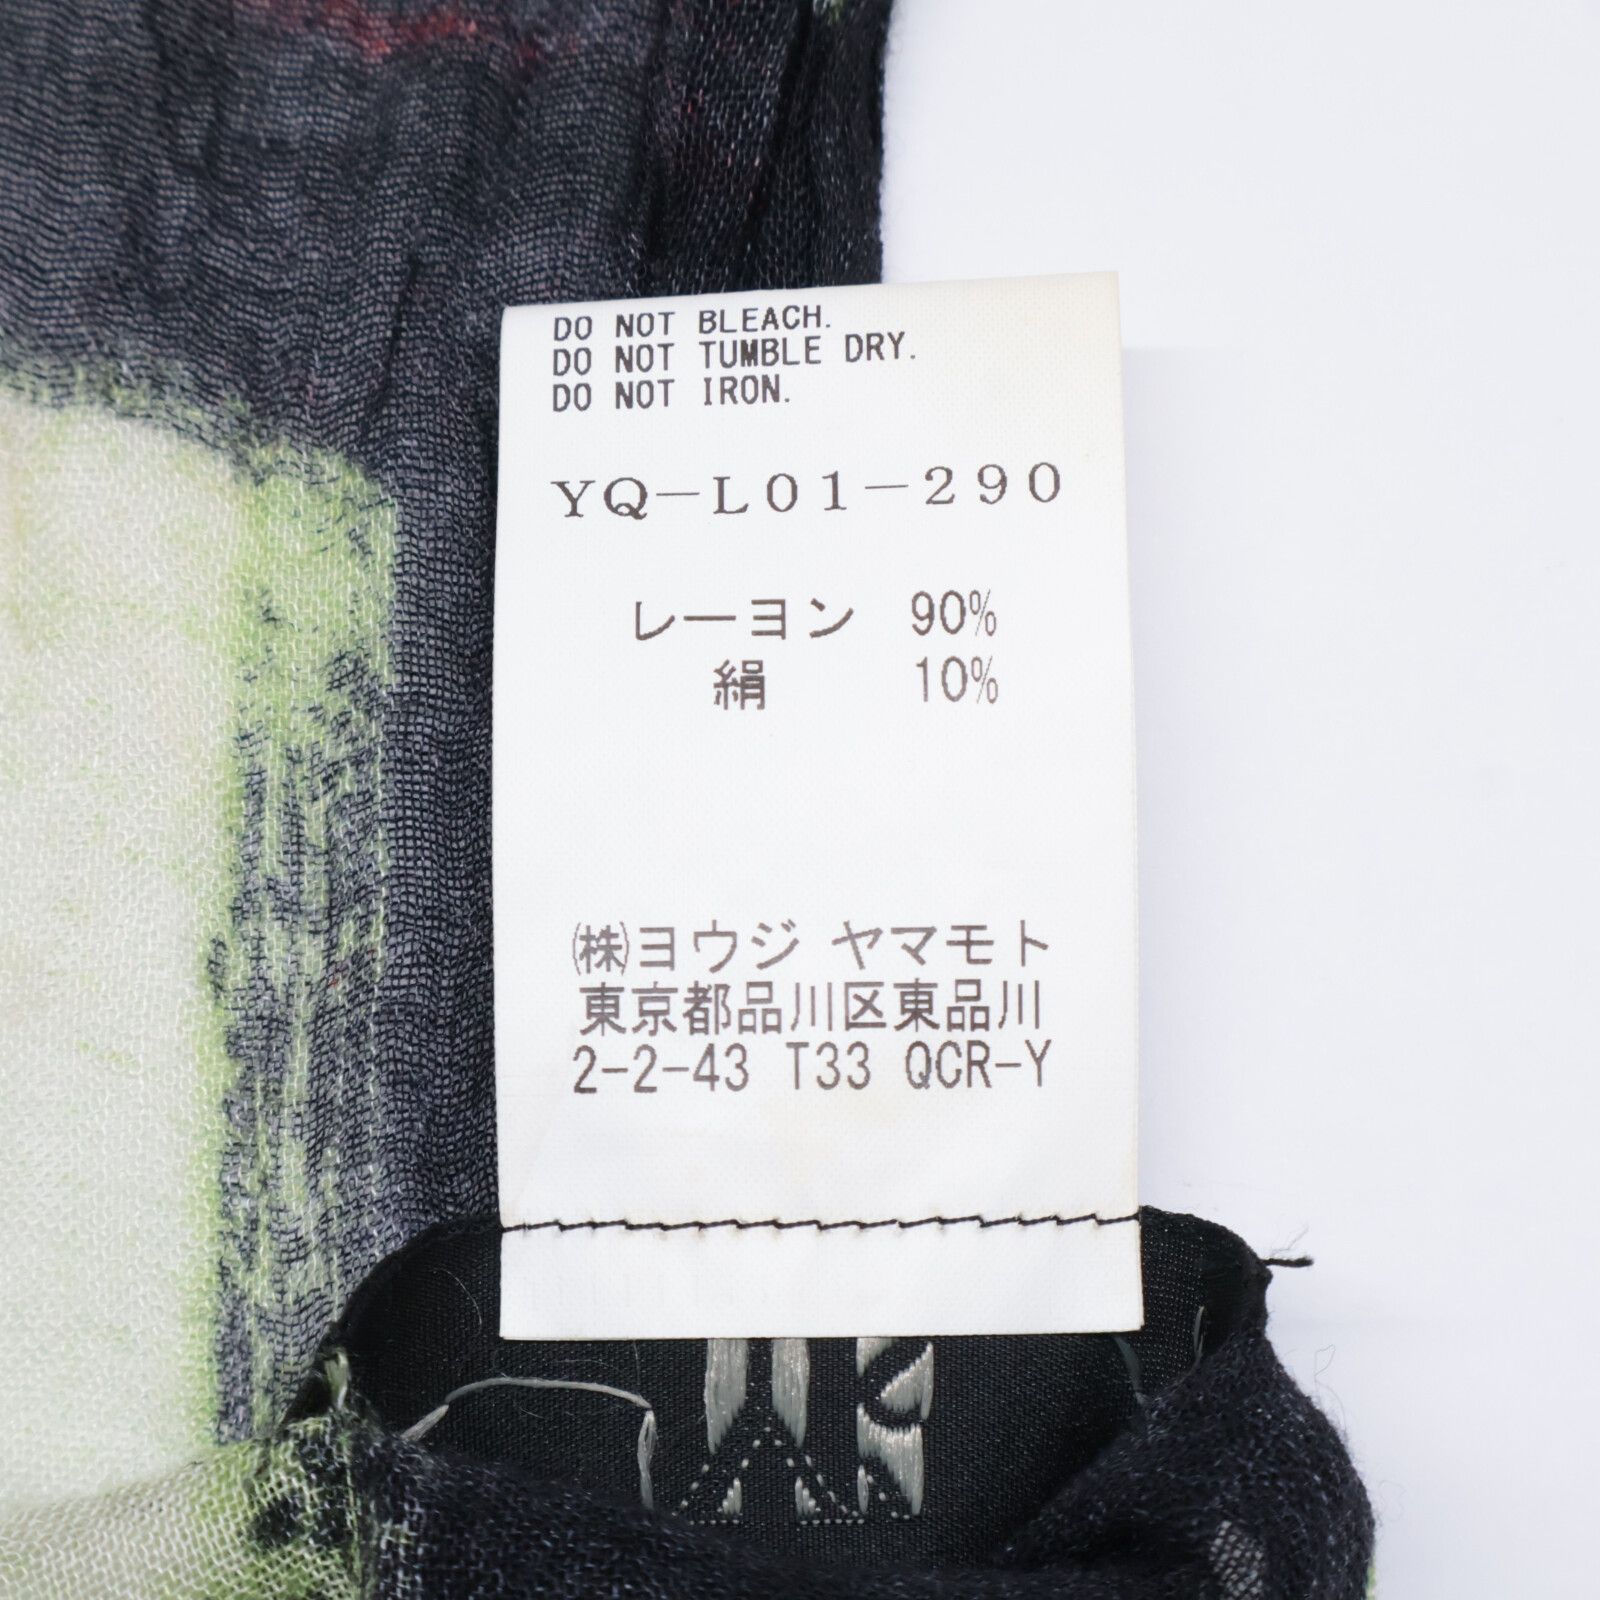 DO NOT BLEACH.
DO NOT TUMBLE DRY.
DO NOT IRON.
YQ-L01-290
レーヨン 90%
絹 10%
㈱ヨウジ ヤマモト
東京都品川区東品川
2-2-43 T33 QCR-Y